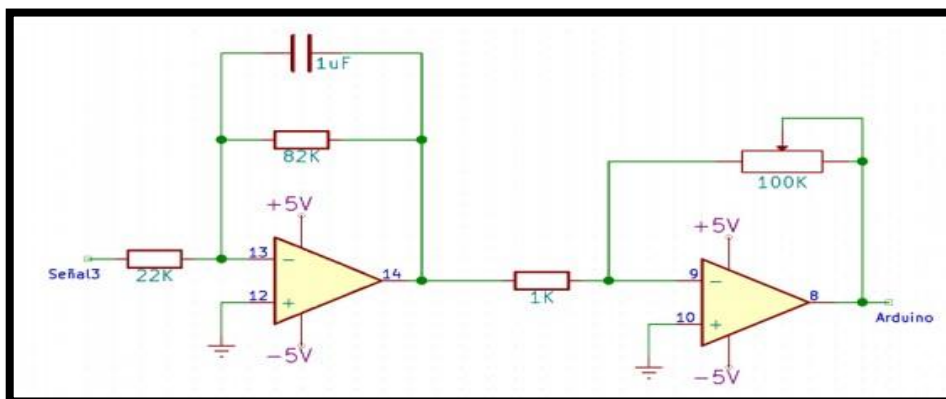 1uF
82K
+5V
13
Señal3
22K
12
14
-5V
1K
100K
+5V
9
10
8
Arduino
-5V